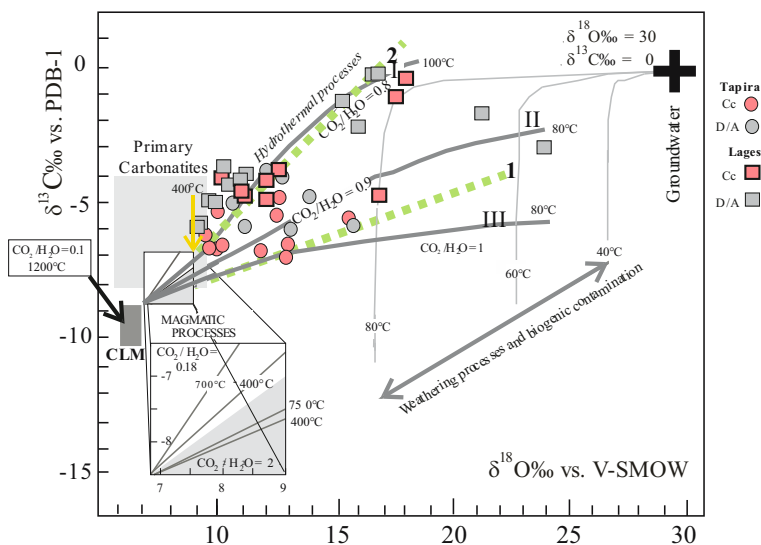 δ¹³C‰ vs. PDB-1
0
-5
-10
-15
10
15
20
25
30
δ¹⁸O‰ vs. V-SMOW
δ¹⁸O‰ = 30
δ¹³C‰ = 0
Groundwater
Tapira
Cc
D/A
Lages
Cc
D/A
Primary
Carbonatites
400°C
Hydrothermal processes
2
I
100°C
CO₂/H₂O=0.8
CO₂/H₂O=0.9
II
80°C
1
III
80°C
CO₂/H₂O=1
80°C
60°C
40°C
Weathering processes and biogenic contamination
CO₂/H₂O=0.1
1200°C
CLM
MAGMATIC
PROCESSES
CO₂/H₂O=
0.18
-7
-8
700°C
400°C
750°C
400°C
CO₂/H₂O= 2
7
8
9